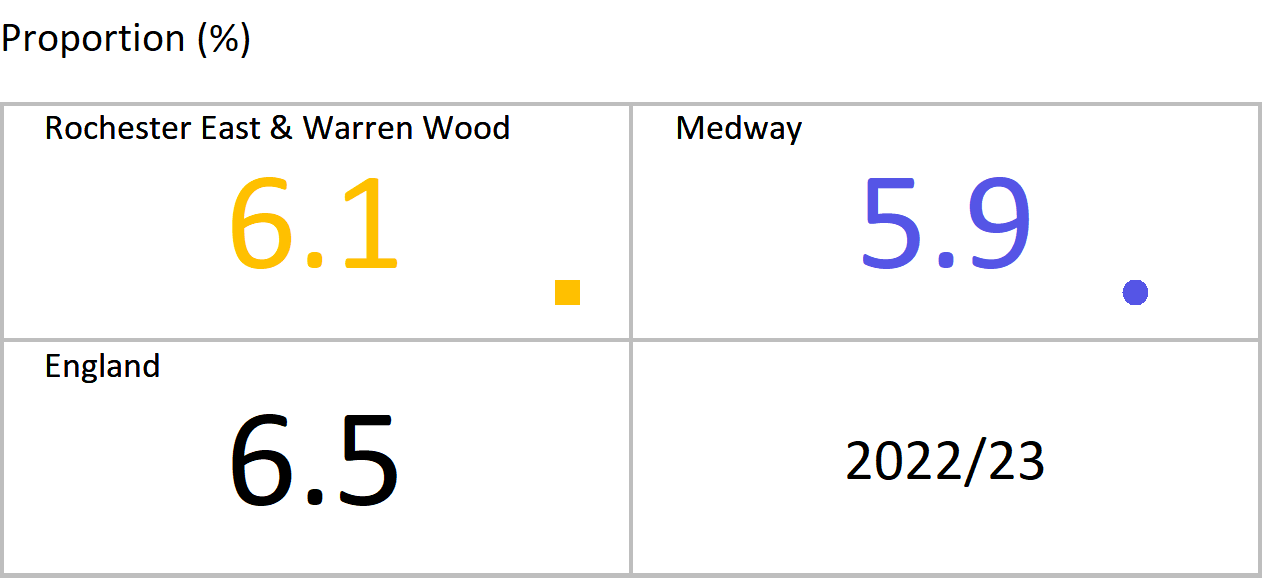 Proportion (%)
Rochester East & Warren Wood
6.1
Medway
5.9
England
6.5
2022/23